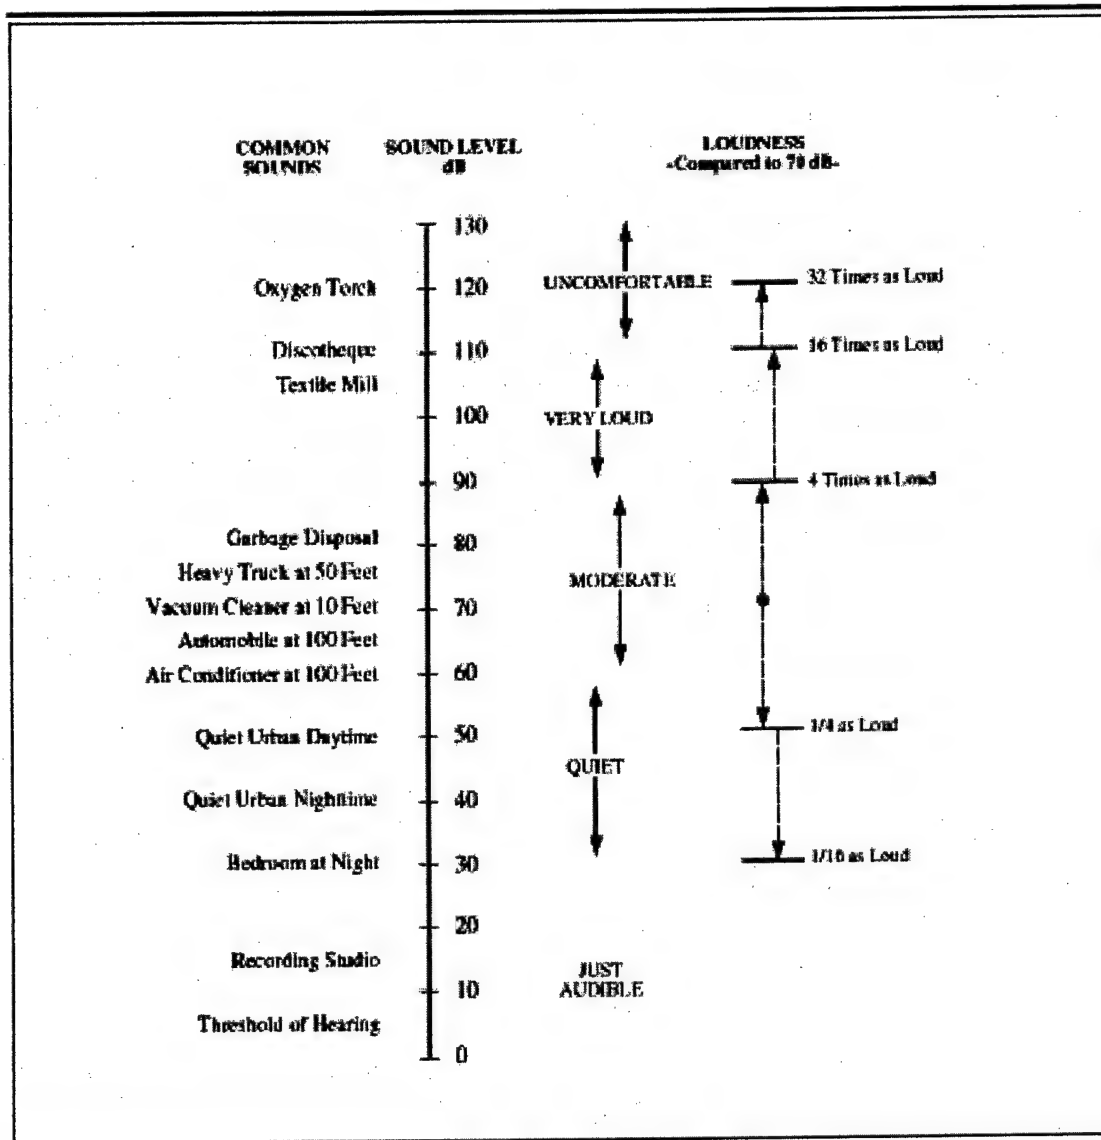 COMMON
SOUNDS
SOUND LEVEL
dB
LOUDNESS
-Compared to 70 dB-
130
UNCOMFORTABLE
32 Times as Loud
Oxygen Torch
120
Discotheque
110
16 Times as Loud
Textile Mill
100
VERY LOUD
90
4 Times as Loud
Garbage Disposal
80
Heavy Truck at 50 Feet
MODERATE
Vacuum Cleaner at 10 Feet
70
Automobile at 100 Feet
Air Conditioner at 100 Feet
60
Quiet Urban Daytime
50
1/4 as Loud
QUIET
Quiet Urban Nighttime
40
Bedroom at Night
30
1/16 as Loud
20
Recording Studio
JUST
AUDIBLE
10
Threshold of Hearing
0